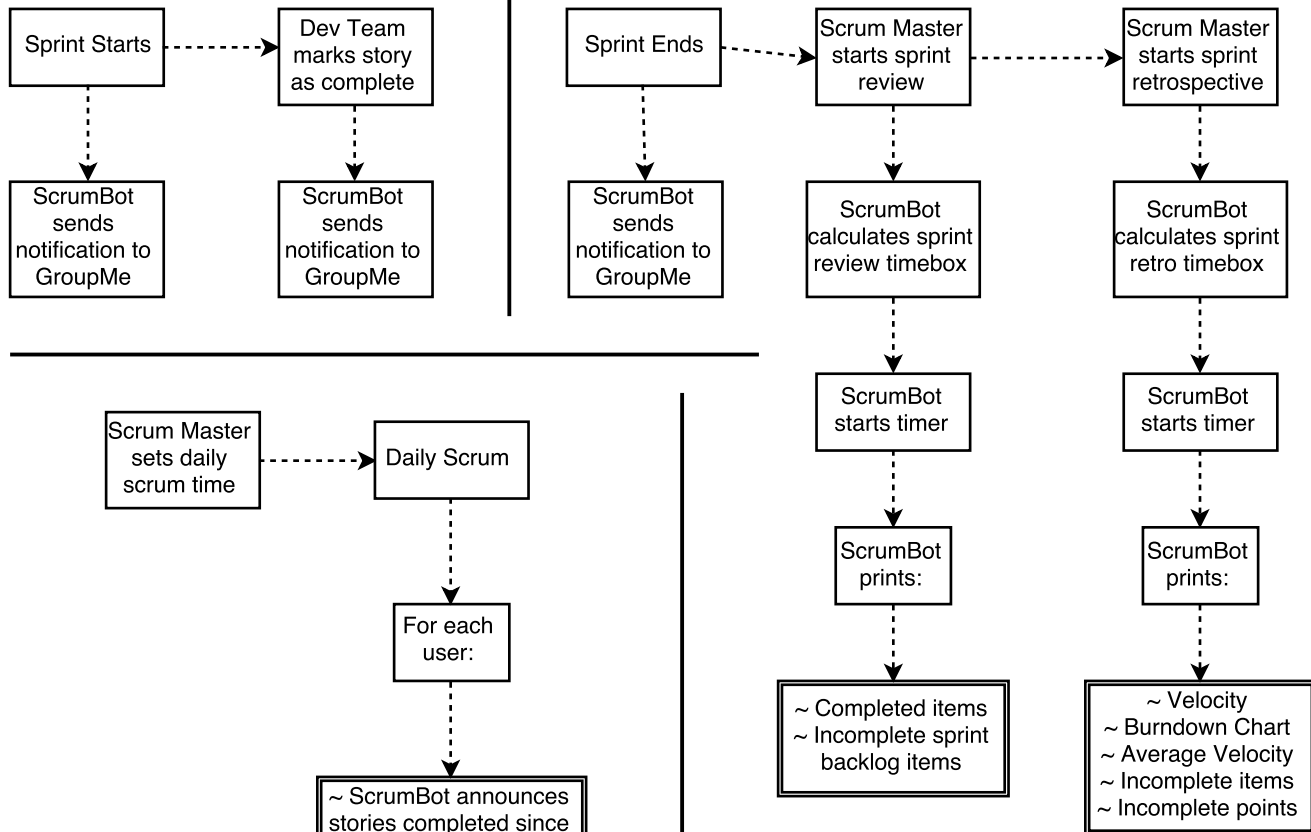 Sprint Starts
Dev Team
marks story
as complete
ScrumBot
sends
notification to
GroupMe
ScrumBot
sends
notification to
GroupMe
Sprint Ends
Scrum Master
starts sprint
review
Scrum Master
starts sprint
retrospective
ScrumBot
sends
notification to
GroupMe
ScrumBot
calculates sprint
review timebox
ScrumBot
calculates sprint
retro timebox
ScrumBot
starts timer
ScrumBot
starts timer
ScrumBot
prints:
ScrumBot
prints:
~ Completed items
~ Incomplete sprint
backlog items
~ Velocity
~ Burndown Chart
~ Average Velocity
~ Incomplete items
~ Incomplete points
Scrum Master
sets daily
scrum time
Daily Scrum
For each
user:
~ ScrumBot announces
stories completed since